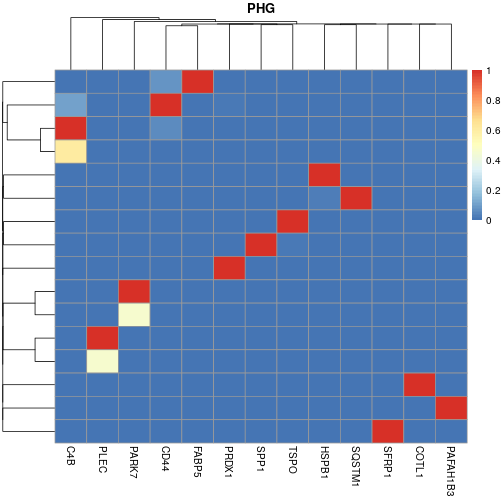 PHG
1
0.8
0.6
0.4
0.2
0
C4B
PLEC
PARK7
CD44
FABP5
PRDX1
SPP1
TSPO
HSPB1
SQSTM1
SFRP1
COTL1
PAFAH1B3